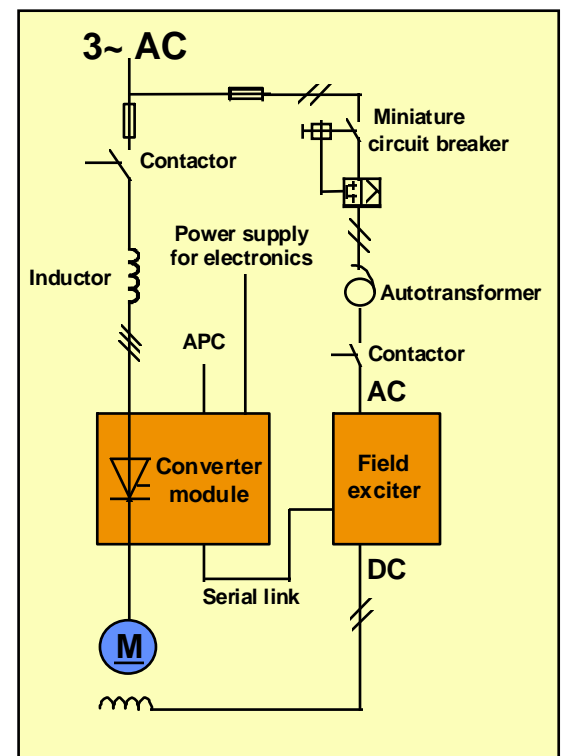 3~ AC
Miniature
circuit breaker
Contactor
Power supply
for electronics
Inductor
Autotransformer
APC
Contactor
AC
Converter
module
Field
exciter
DC
Serial link
M